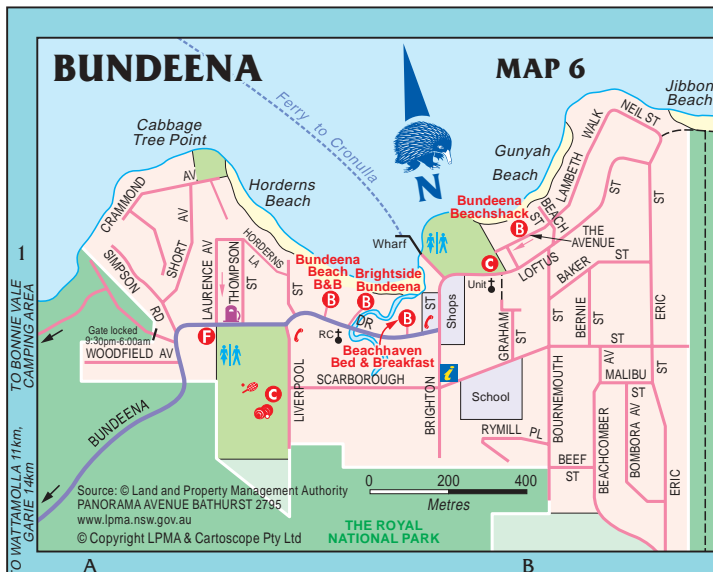 BUNDEENA
MAP 6
Jibbon
Beach
Ferry to Cronulla
Cabbage
Tree Point
Horderns
Beach
Gunyah
Beach
NEIL ST
LAMBETH WALK
BEACH ST
THE
AVENUE
Bundeena
Beachshack
B
CRAMMOND AV
SHORT AV
SIMPSON RD
LAURENCE AV
THOMPSON ST
HORDERNS LA
ST
Wharf
C
LOFTUS ST
BAKER ST
Unit
Bundeena
Beach
B&B
B
Brightside
Bundeena
B
B
Shops
GRAHAM ST
BERNIE ST
ERIC ST
1
TO BONNIE VALE
CAMPING AREA
Gate locked
9:30pm-6:00am
WOODFIELD AV
F
RC
Beachhaven
Bed & Breakfast
BUNDEENA DR
LIVERPOOL ST
SCARBOROUGH ST
BRIGHTON ST
i
School
C
BOURNEMOUTH ST
MALIBU ST
BEACHCOMBER AV
BOMBORA AV
ERIC ST
RYMILL PL
BEEF ST
TO WATTAMOLLA 11km,
GARIE 14km
Source: © Land and Property Management Authority
PANORAMA AVENUE BATHURST 2795
www.lpma.nsw.gov.au
© Copyright LPMA & Cartoscope Pty Ltd
0 200 400
Metres
THE ROYAL
NATIONAL PARK
N
A
B